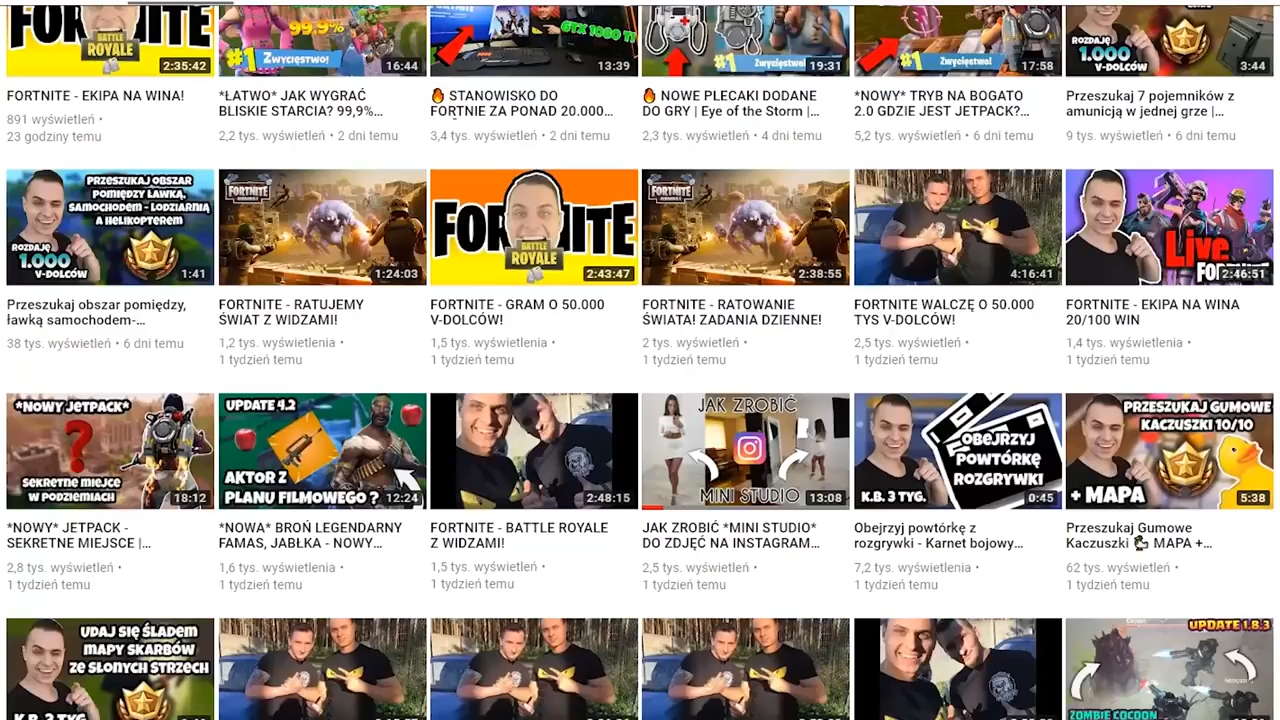 FORTNITE
BATTLE
ROYALE
2:35:42
99.9%
#1 Zwycięstwo!
16:44
GTX 1080 TI
13:39
#1 Zwycięstwo!
19:31
#1 Zwycięstwo!
17:58
ROZDAJĘ
1.000
V-DOLCÓW
3:44
FORTNITE - EKIPA NA WINA!
891 wyświetleń •
23 godziny temu
*ŁATWO* JAK WYGRAĆ
BLISKIE STARCIA? 99,9%...
2,2 tys. wyświetleń • 2 dni temu
🔥 STANOWISKO DO
FORTNIE ZA PONAD 20.000...
3,4 tys. wyświetleń • 2 dni temu
🔥 NOWE PLECAKI DODANE
DO GRY | Eye of the Storm |...
2,3 tys. wyświetleń • 4 dni temu
*NOWY* TRYB NA BOGATO
2.0 GDZIE JEST JETPACK?...
5,2 tys. wyświetleń • 6 dni temu
Przeszukaj 7 pojemników z
amunicją w jednej grze |...
9 tys. wyświetleń • 6 dni temu
PRZESZUKAJ OBSZAR
POMIĘDZY ŁAWKĄ,
SAMOCHODEM - LODZIARNIĄ
A HELIKOPTEREM
ROZDAJĘ
1.000
V-DOLCÓW
1:41
FORTNITE
1:24:03
FORTNITE
BATTLE
ROYALE
2:43:47
FORTNITE
2:38:55
4:16:41
Live
FORTNITE
2:46:51
Przeszukaj obszar pomiędzy,
ławką samochodem-...
38 tys. wyświetleń • 6 dni temu
FORTNITE - RATUJEMY
ŚWIAT Z WIDZAMI!
1,2 tys. wyświetlenia •
1 tydzień temu
FORTNITE - GRAM O 50.000
V-DOLCÓW!
1,5 tys. wyświetlenia •
1 tydzień temu
FORTNITE - RATOWANIE
ŚWIATA! ZADANIA DZIENNE!
2 tys. wyświetleń •
1 tydzień temu
FORTNITE WALCZĘ O 50.000
TYS V-DOLCÓW!
2,5 tys. wyświetleń •
1 tydzień temu
FORTNITE - EKIPA NA WINA
20/100 WIN
1,4 tys. wyświetlenia •
1 tydzień temu
*NOWY JETPACK*
?
SEKRETNE MIEJCE
W PODZIEMIACH
18:12
UPDATE 4.2
AKTOR Z
PLANU FILMOWEGO ?
12:24
2:48:15
JAK ZROBIĆ
MINI STUDIO
13:08
OBEJRZYJ
POWTÓRKĘ
ROZGRYWKI
K.B. 3 TYG.
0:45
PRZESZUKAJ GUMOWE
KACZUSZKI 10/10
+ MAPA
5:38
*NOWY* JETPACK -
SEKRETNE MIEJSCE |...
2,8 tys. wyświetleń •
1 tydzień temu
*NOWA* BROŃ LEGENDARNY
FAMAS, JABŁKA - NOWY...
1,6 tys. wyświetlenia •
1 tydzień temu
FORTNITE - BATTLE ROYALE
Z WIDZAMI!
1,5 tys. wyświetleń •
1 tydzień temu
JAK ZROBIĆ *MINI STUDIO*
DO ZDJĘĆ NA INSTAGRAM...
2,5 tys. wyświetleń •
1 tydzień temu
Obejrzyj powtórkę z
rozgrywki - Karnet bojowy...
7,2 tys. wyświetlenia •
1 tydzień temu
Przeszukaj Gumowe
Kaczuszki 🦆 MAPA +...
62 tys. wyświetleń •
1 tydzień temu
UDAJ SIĘ ŚLADEM
MAPY SKARBÓW
ZE SŁONYCH STRZECH
K.B. 3 TYG.
UPDATE 1.8.3
ZOMBIE COCOON